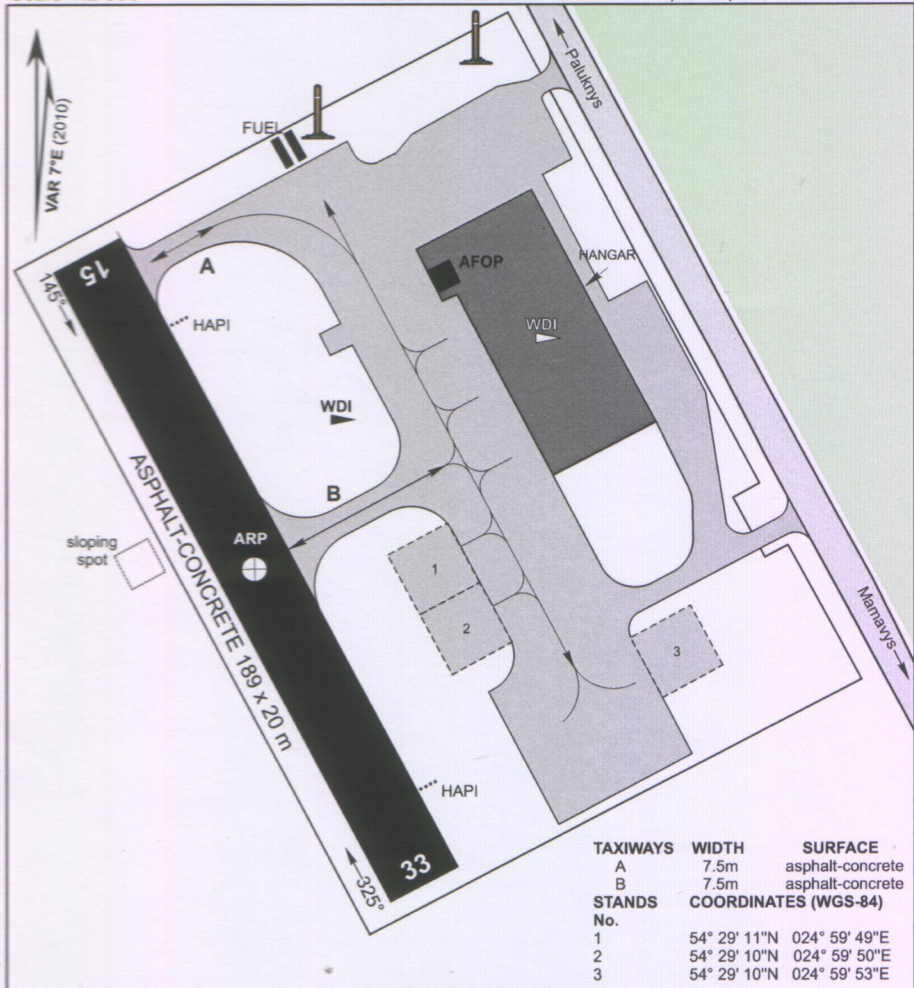 Paluknys
VAR 7°E (2010)
FUEL
15
145°
A
HAPI
AFOP
HANGAR
WDI
WDI
B
ASPHALT-CONCRETE 189 x 20 m
sloping
spot
ARP
1
2
3
Mamavys
HAPI
33
325°
TAXIWAYS WIDTH SURFACE
A 7.5m asphalt-concrete
B 7.5m asphalt-concrete
STANDS COORDINATES (WGS-84)
No.
1 54° 29' 11"N 024° 59' 49"E
2 54° 29' 10"N 024° 59' 50"E
3 54° 29' 10"N 024° 59' 53"E